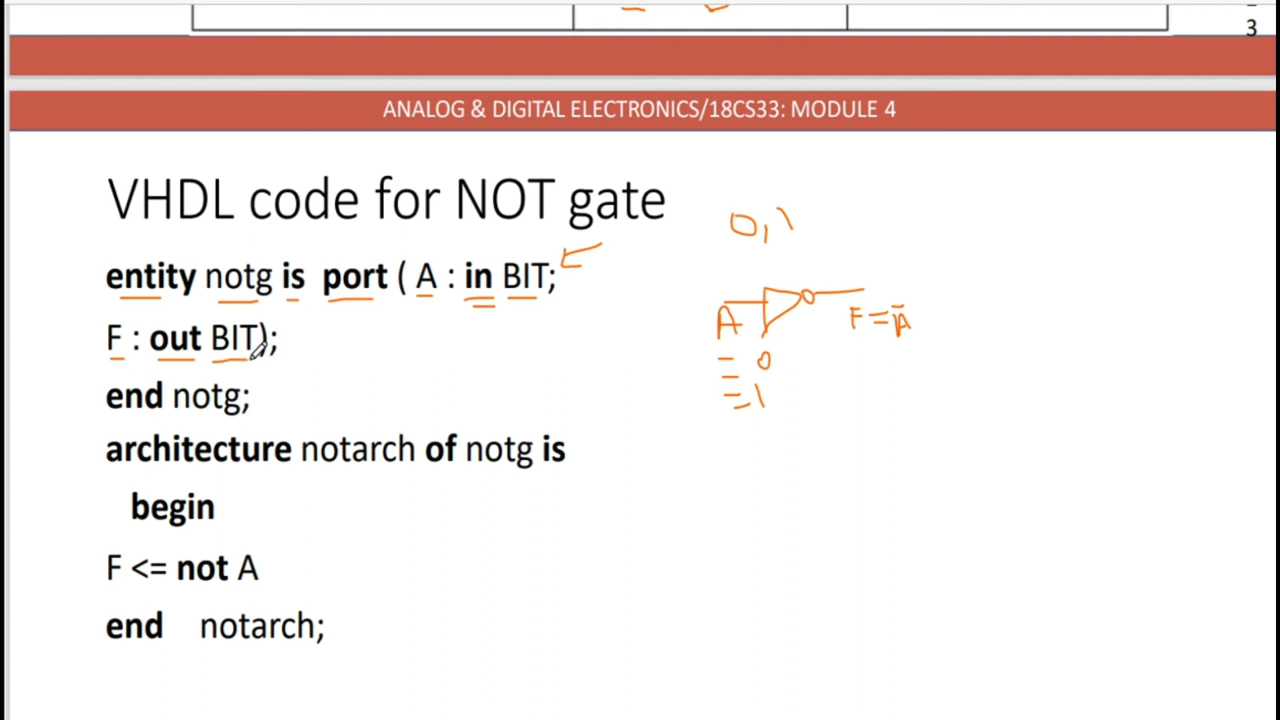 3
ANALOG & DIGITAL ELECTRONICS/18CS33: MODULE 4
VHDL code for NOT gate
0,1
entity notg is port ( A : in BIT;
A F=Ā
F : out BIT);
= 0
end notg;
= 1
architecture notarch of notg is
begin
F <= not A
end notarch;